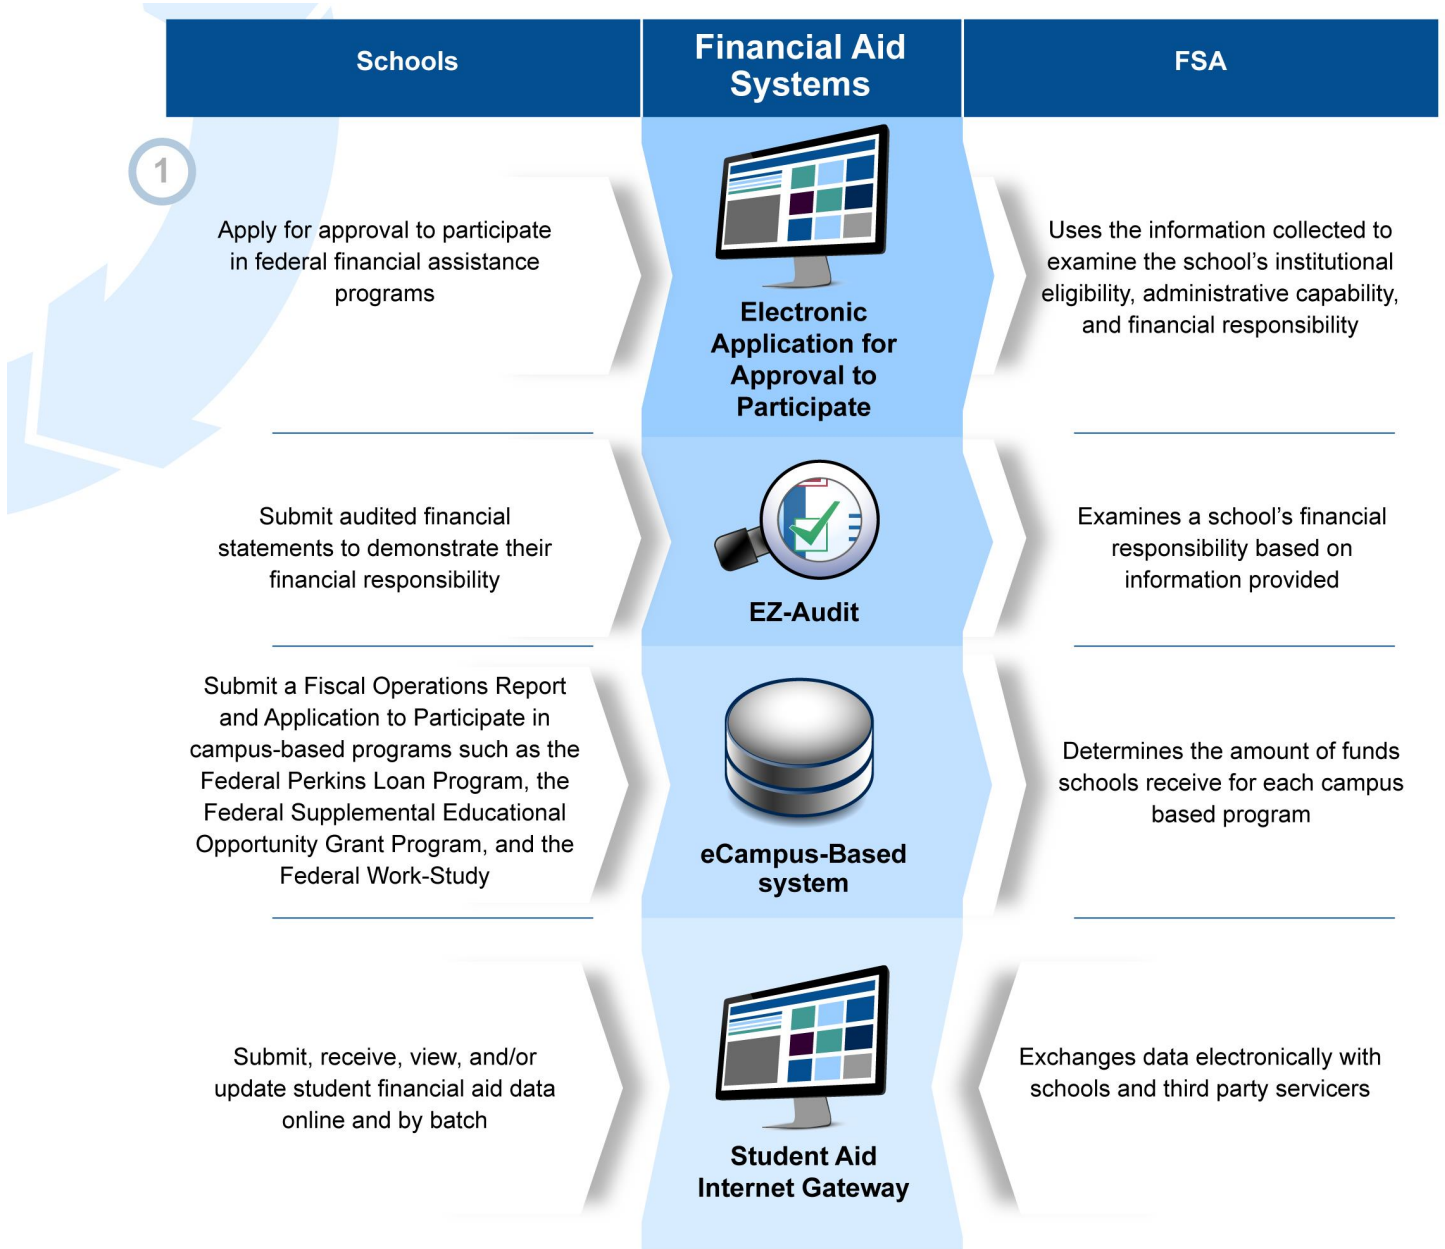 Schools
Financial Aid
Systems
FSA
1
Apply for approval to participate
in federal financial assistance
programs
Electronic
Application for
Approval to
Participate
Uses the information collected to
examine the school’s institutional
eligibility, administrative capability,
and financial responsibility
Submit audited financial
statements to demonstrate their
financial responsibility
EZ-Audit
Examines a school’s financial
responsibility based on
information provided
Submit a Fiscal Operations Report
and Application to Participate in
campus-based programs such as the
Federal Perkins Loan Program, the
Federal Supplemental Educational
Opportunity Grant Program, and the
Federal Work-Study
eCampus-Based
system
Determines the amount of funds
schools receive for each campus
based program
Submit, receive, view, and/or
update student financial aid data
online and by batch
Student Aid
Internet Gateway
Exchanges data electronically with
schools and third party servicers